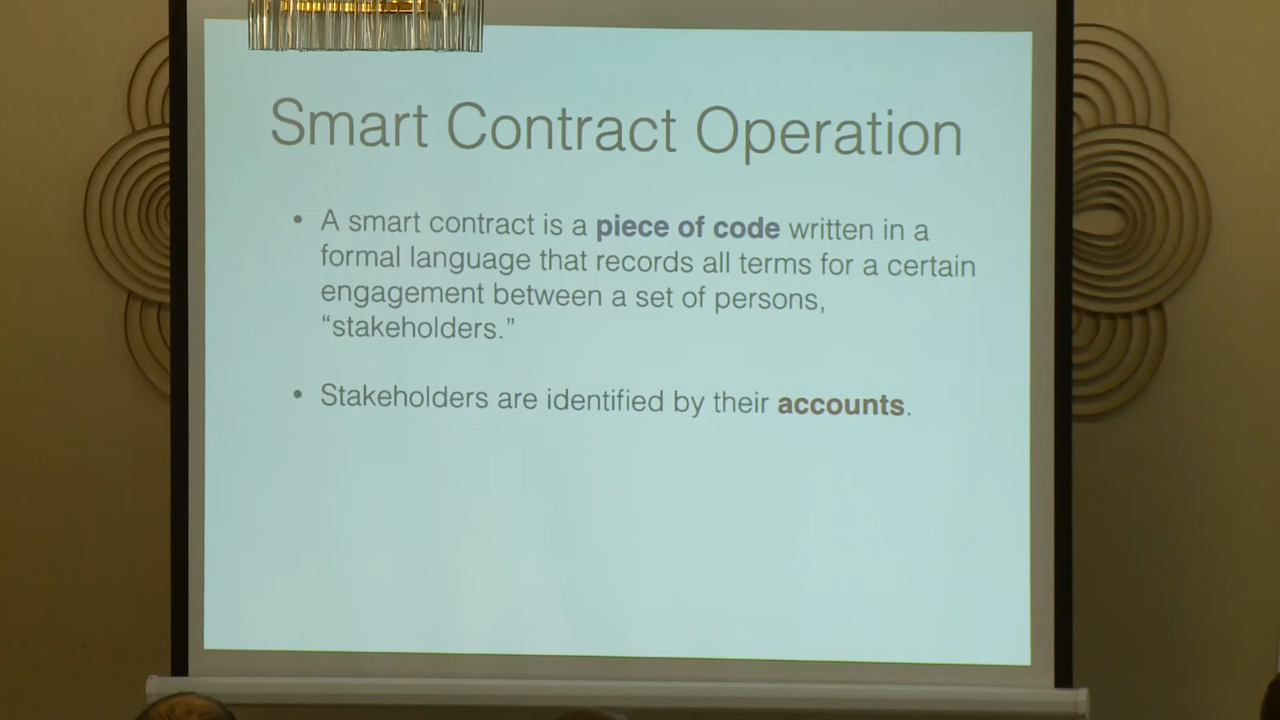 Smart Contract Operation
• A smart contract is a piece of code written in a
formal language that records all terms for a certain
engagement between a set of persons,
“stakeholders.”
• Stakeholders are identified by their accounts.